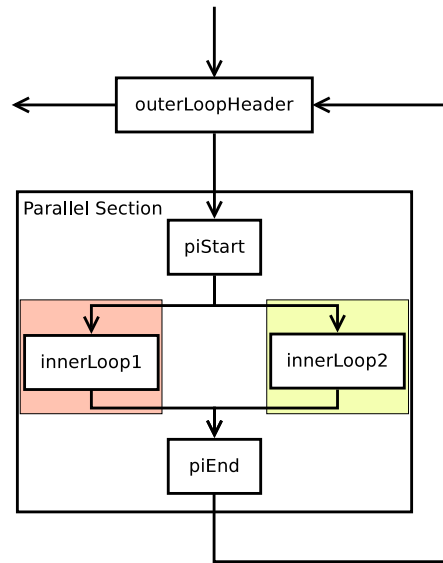 outerLoopHeader
Parallel Section
piStart
innerLoop1
innerLoop2
piEnd